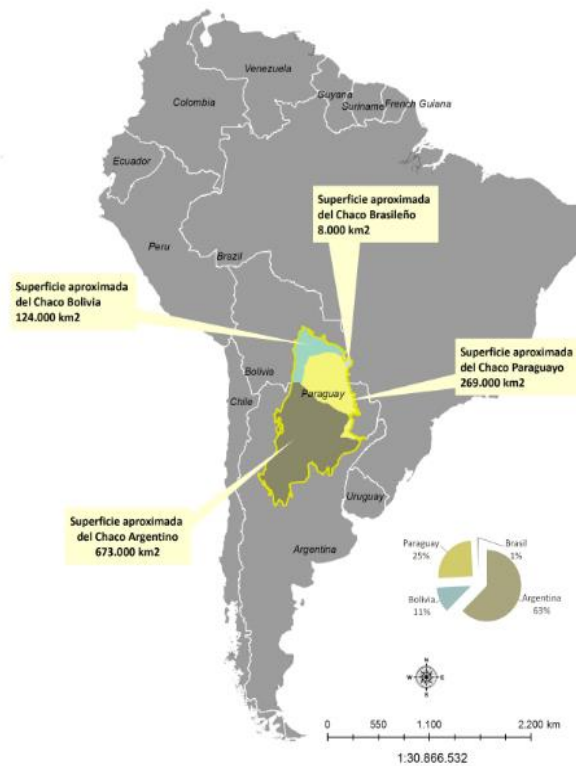 Venezuela
Guyana
Suriname
French Guiana
Colombia
Ecuador
Peru
Brazil
Superficie aproximada
del Chaco Brasileño
8.000 km2
Superficie aproximada
del Chaco Bolivia
124.000 km2
Bolivia
Superficie aproximada
del Chaco Paraguayo
269.000 km2
Paraguay
Chile
Superficie aproximada
del Chaco Argentino
673.000 km2
Uruguay
Argentina
Paraguay
25%
Brasil
1%
Bolivia
11%
Argentina
63%
N
W E
S
0 550 1.100 2.200 km
1:30.866.532